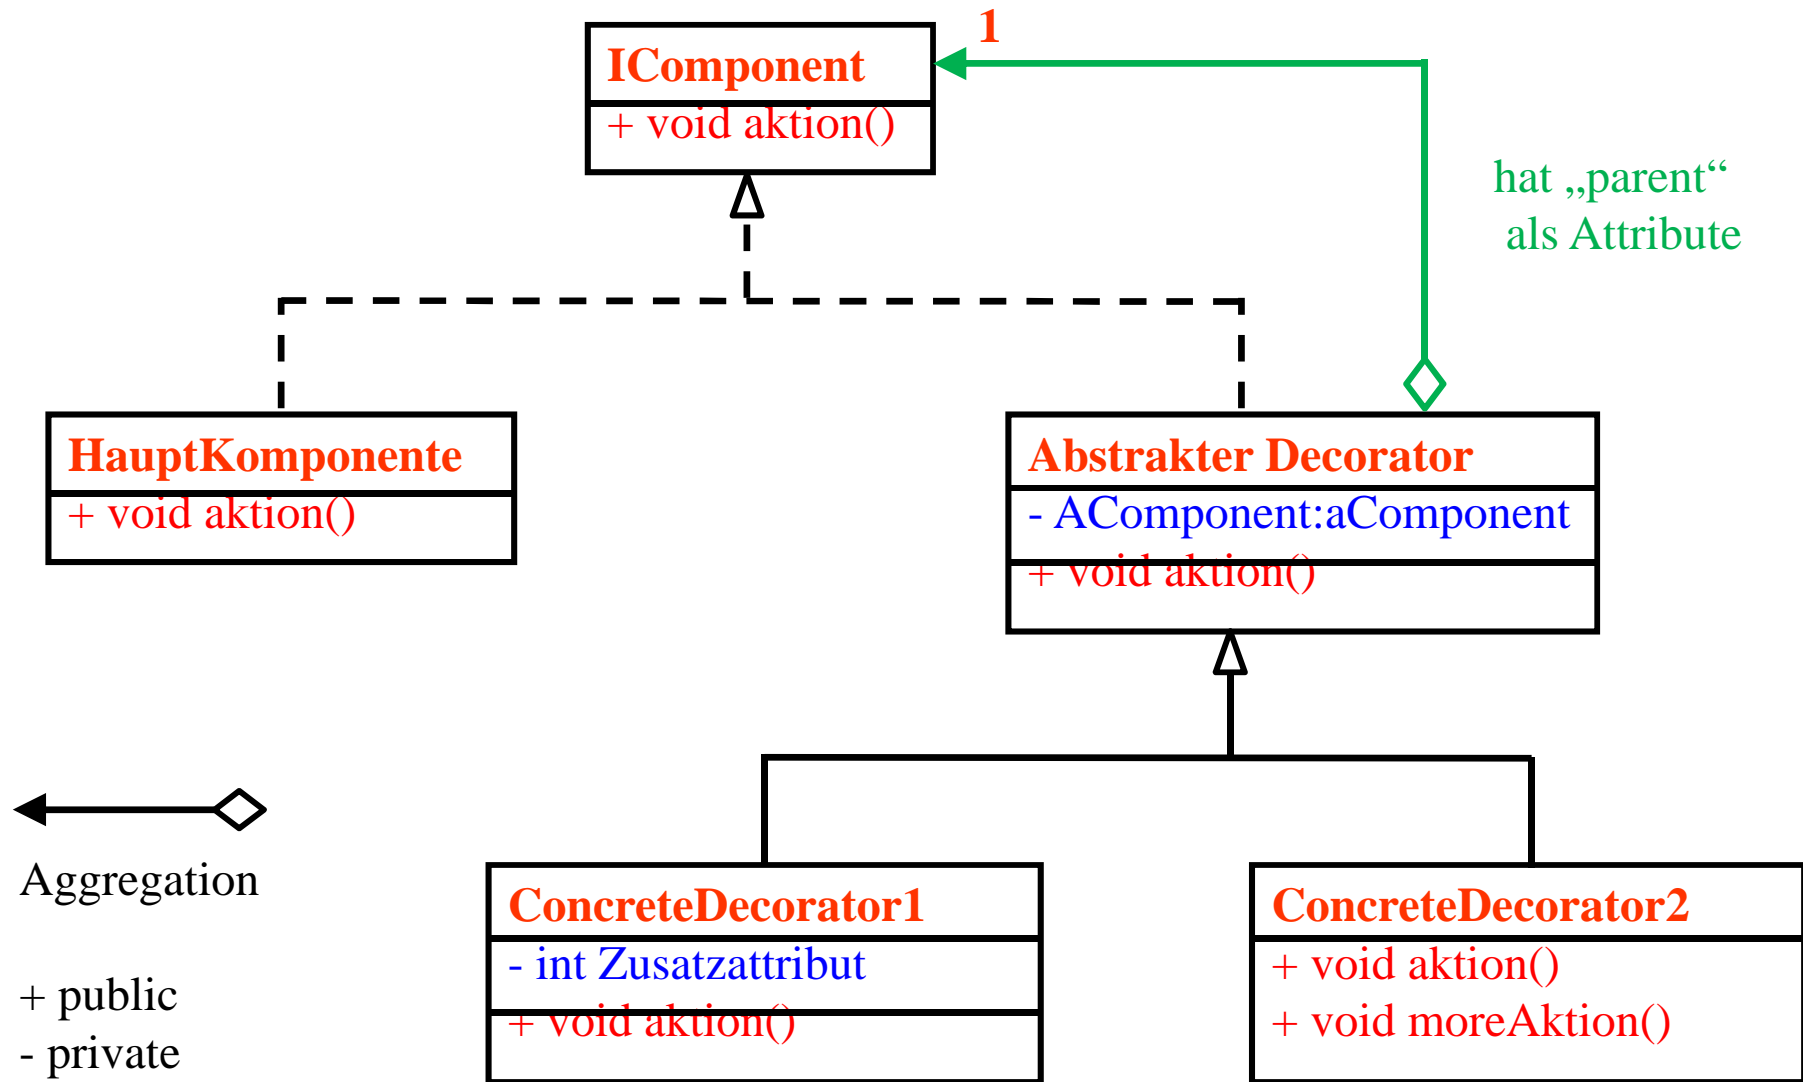 1
IComponent
+ void aktion()
hat „parent“
als Attribute
HauptKomponente
+ void aktion()
Abstrakter Decorator
- AComponent:aComponent
+ void aktion()
Aggregation
+ public
- private
ConcreteDecorator1
- int Zusatzattribut
+ void aktion()
ConcreteDecorator2
+ void aktion()
+ void moreAktion()